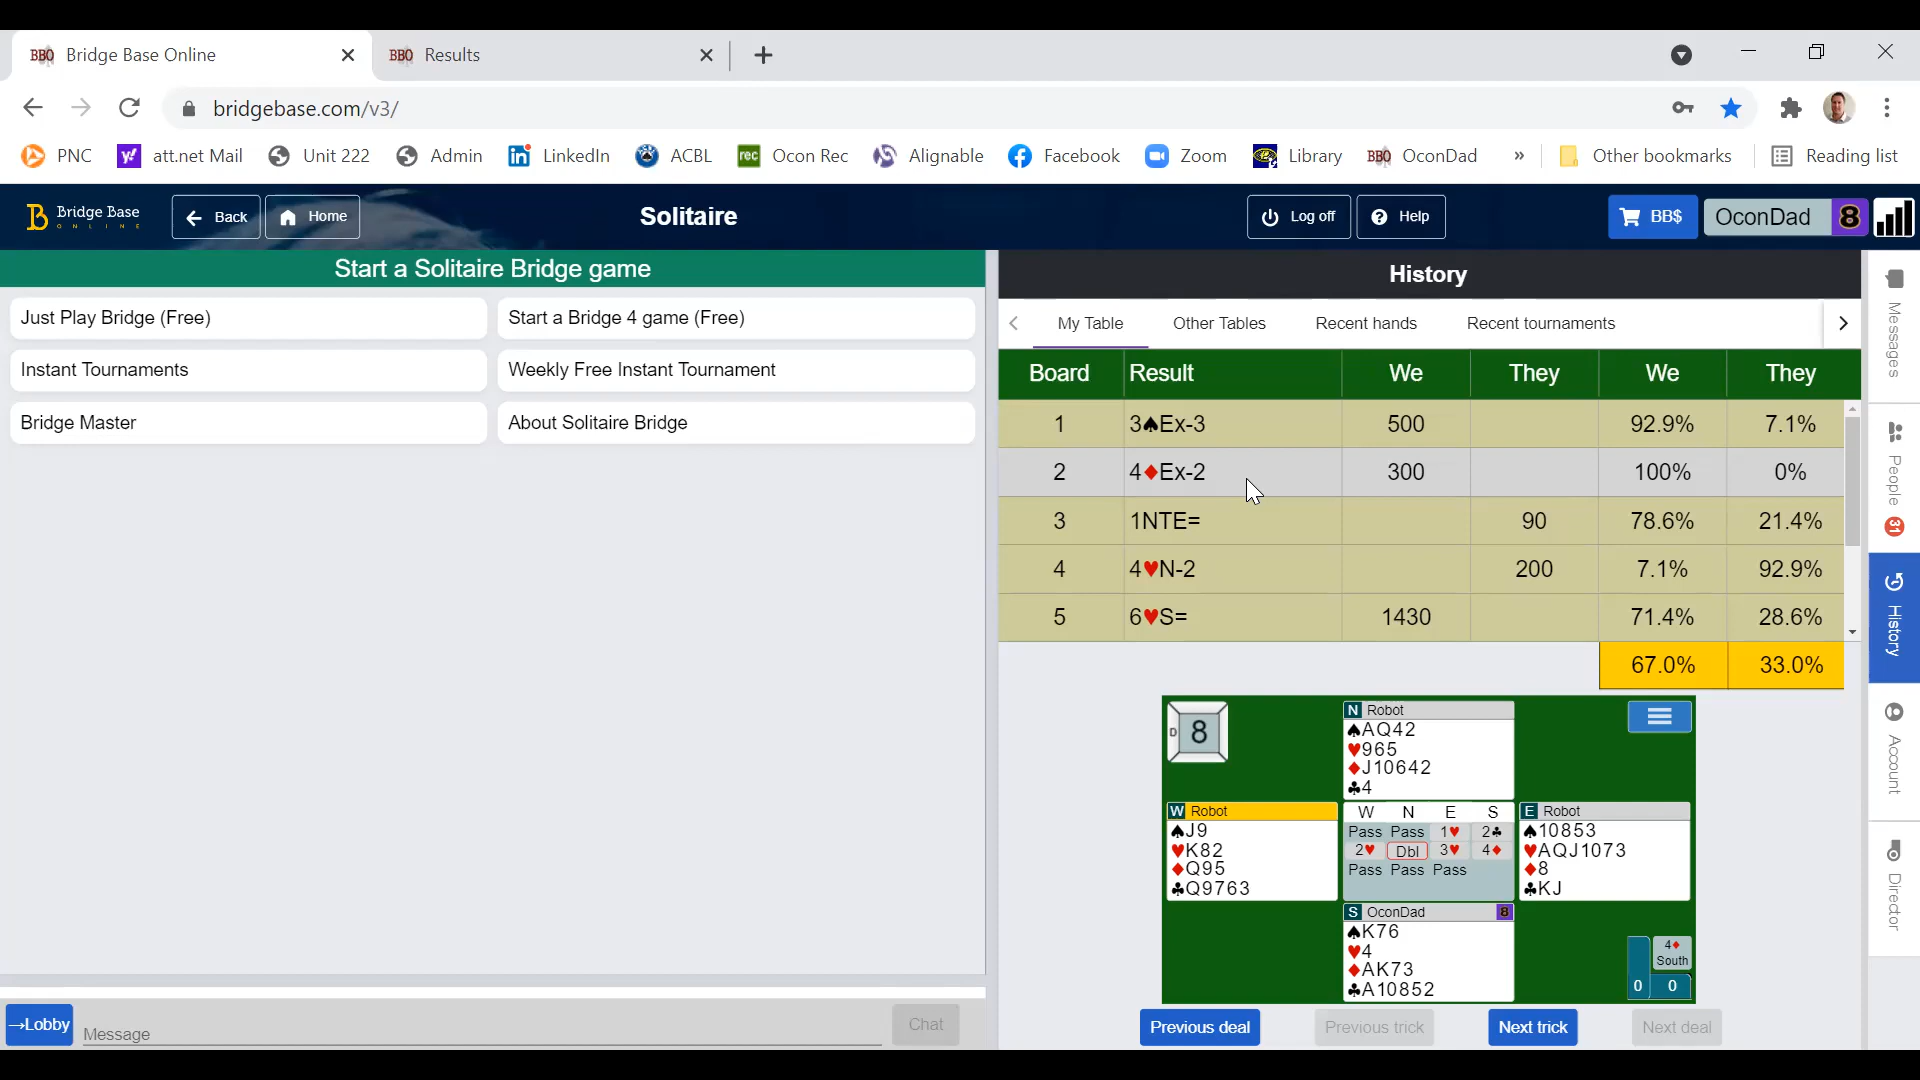 BBO Bridge Base Online
BBO Results
bridgebase.com/v3/
PNC att.net Mail Unit 222 Admin LinkedIn ACBL rec Ocon Rec Alignable Facebook Zoom Library BBO OconDad » Other bookmarks Reading list
Bridge Base ONLINE Back Home Solitaire Log off Help BB$ OconDad 8
Start a Solitaire Bridge game
Just Play Bridge (Free) Start a Bridge 4 game (Free)
Instant Tournaments Weekly Free Instant Tournament
Bridge Master About Solitaire Bridge
→Lobby Message Chat
History
My Table Other Tables Recent hands Recent tournaments
Board Result We They We They
1 3♠Ex-3 500 92.9% 7.1%
2 4♦Ex-2 300 100% 0%
3 1NTE= 90 78.6% 21.4%
4 4♥N-2 200 7.1% 92.9%
5 6♥S= 1430 71.4% 28.6%
67.0% 33.0%
D 8
N Robot
♠AQ42
♥965
♦J10642
♣4
W Robot
♠J9
♥K82
♦Q95
♣Q9763
W N E S
Pass Pass 1♥ 2♣
2♥ Dbl 3♥ 4♦
Pass Pass Pass
E Robot
♠10853
♥AQJ1073
♦8
♣KJ
S OconDad 8
♠K76
♥4
♦AK73
♣A10852
4♦
South
0 0
Previous deal Previous trick Next trick Next deal
Messages
People 31
History
Account
Director